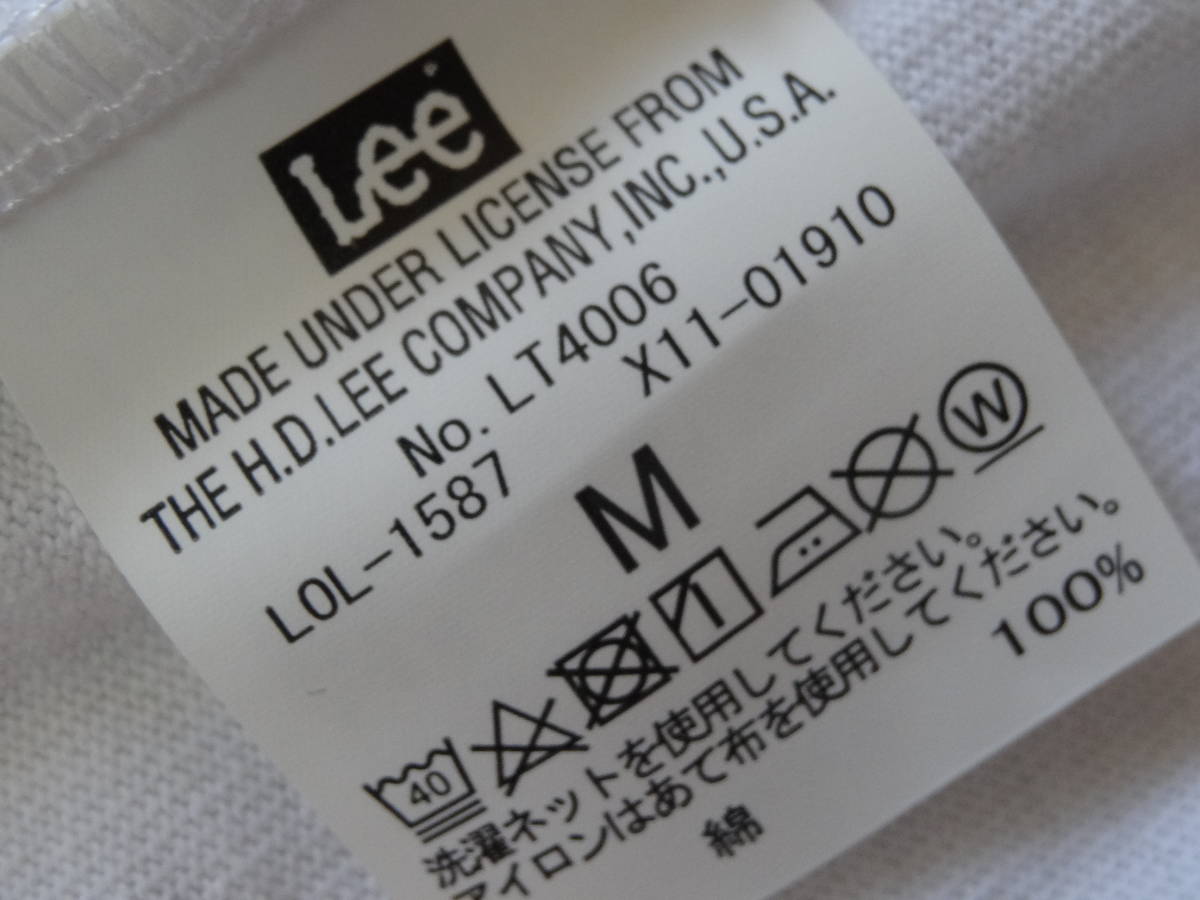 Lee
MADE UNDER LICENSE FROM
THE H.D.LEE COMPANY,INC.,U.S.A.
No. LT4006
LOL-1587 X11-01910
M
40 W
洗濯ネットを使用してください。
アイロンはあて布を使用してください。
綿 100%